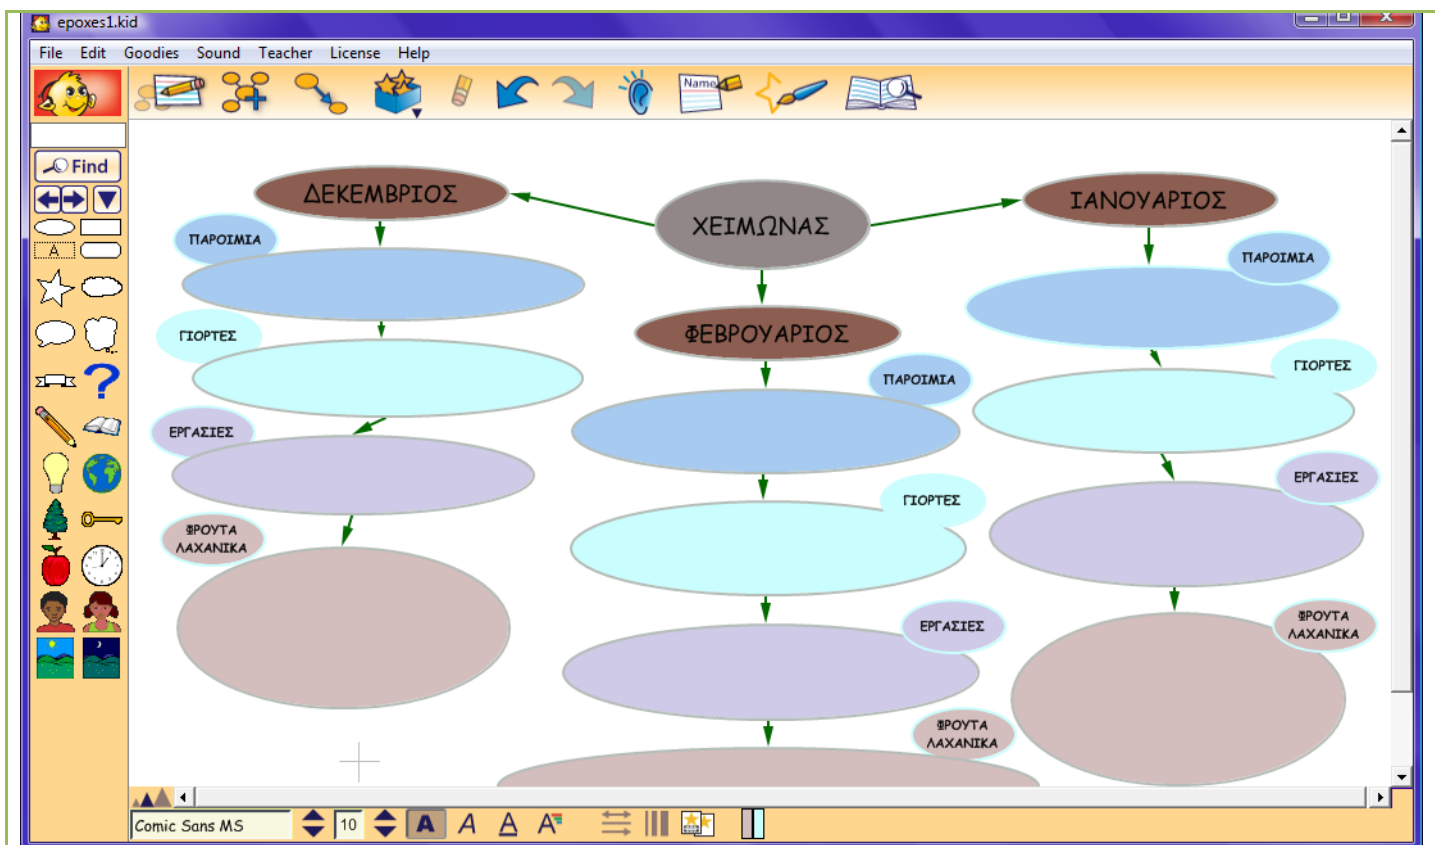 epoxes1.kid
File Edit Goodies Sound Teacher License Help
Name
Find
A
ΧΕΙΜΩΝΑΣ
ΔΕΚΕΜΒΡΙΟΣ
ΠΑΡΟΙΜΙΑ
ΓΙΟΡΤΕΣ
ΕΡΓΑΣΙΕΣ
ΦΡΟΥΤΑ
ΛΑΧΑΝΙΚΑ
ΦΕΒΡΟΥΑΡΙΟΣ
ΠΑΡΟΙΜΙΑ
ΓΙΟΡΤΕΣ
ΕΡΓΑΣΙΕΣ
ΦΡΟΥΤΑ
ΛΑΧΑΝΙΚΑ
ΙΑΝΟΥΑΡΙΟΣ
ΠΑΡΟΙΜΙΑ
ΓΙΟΡΤΕΣ
ΕΡΓΑΣΙΕΣ
ΦΡΟΥΤΑ
ΛΑΧΑΝΙΚΑ
Comic Sans MS 10 A A A A